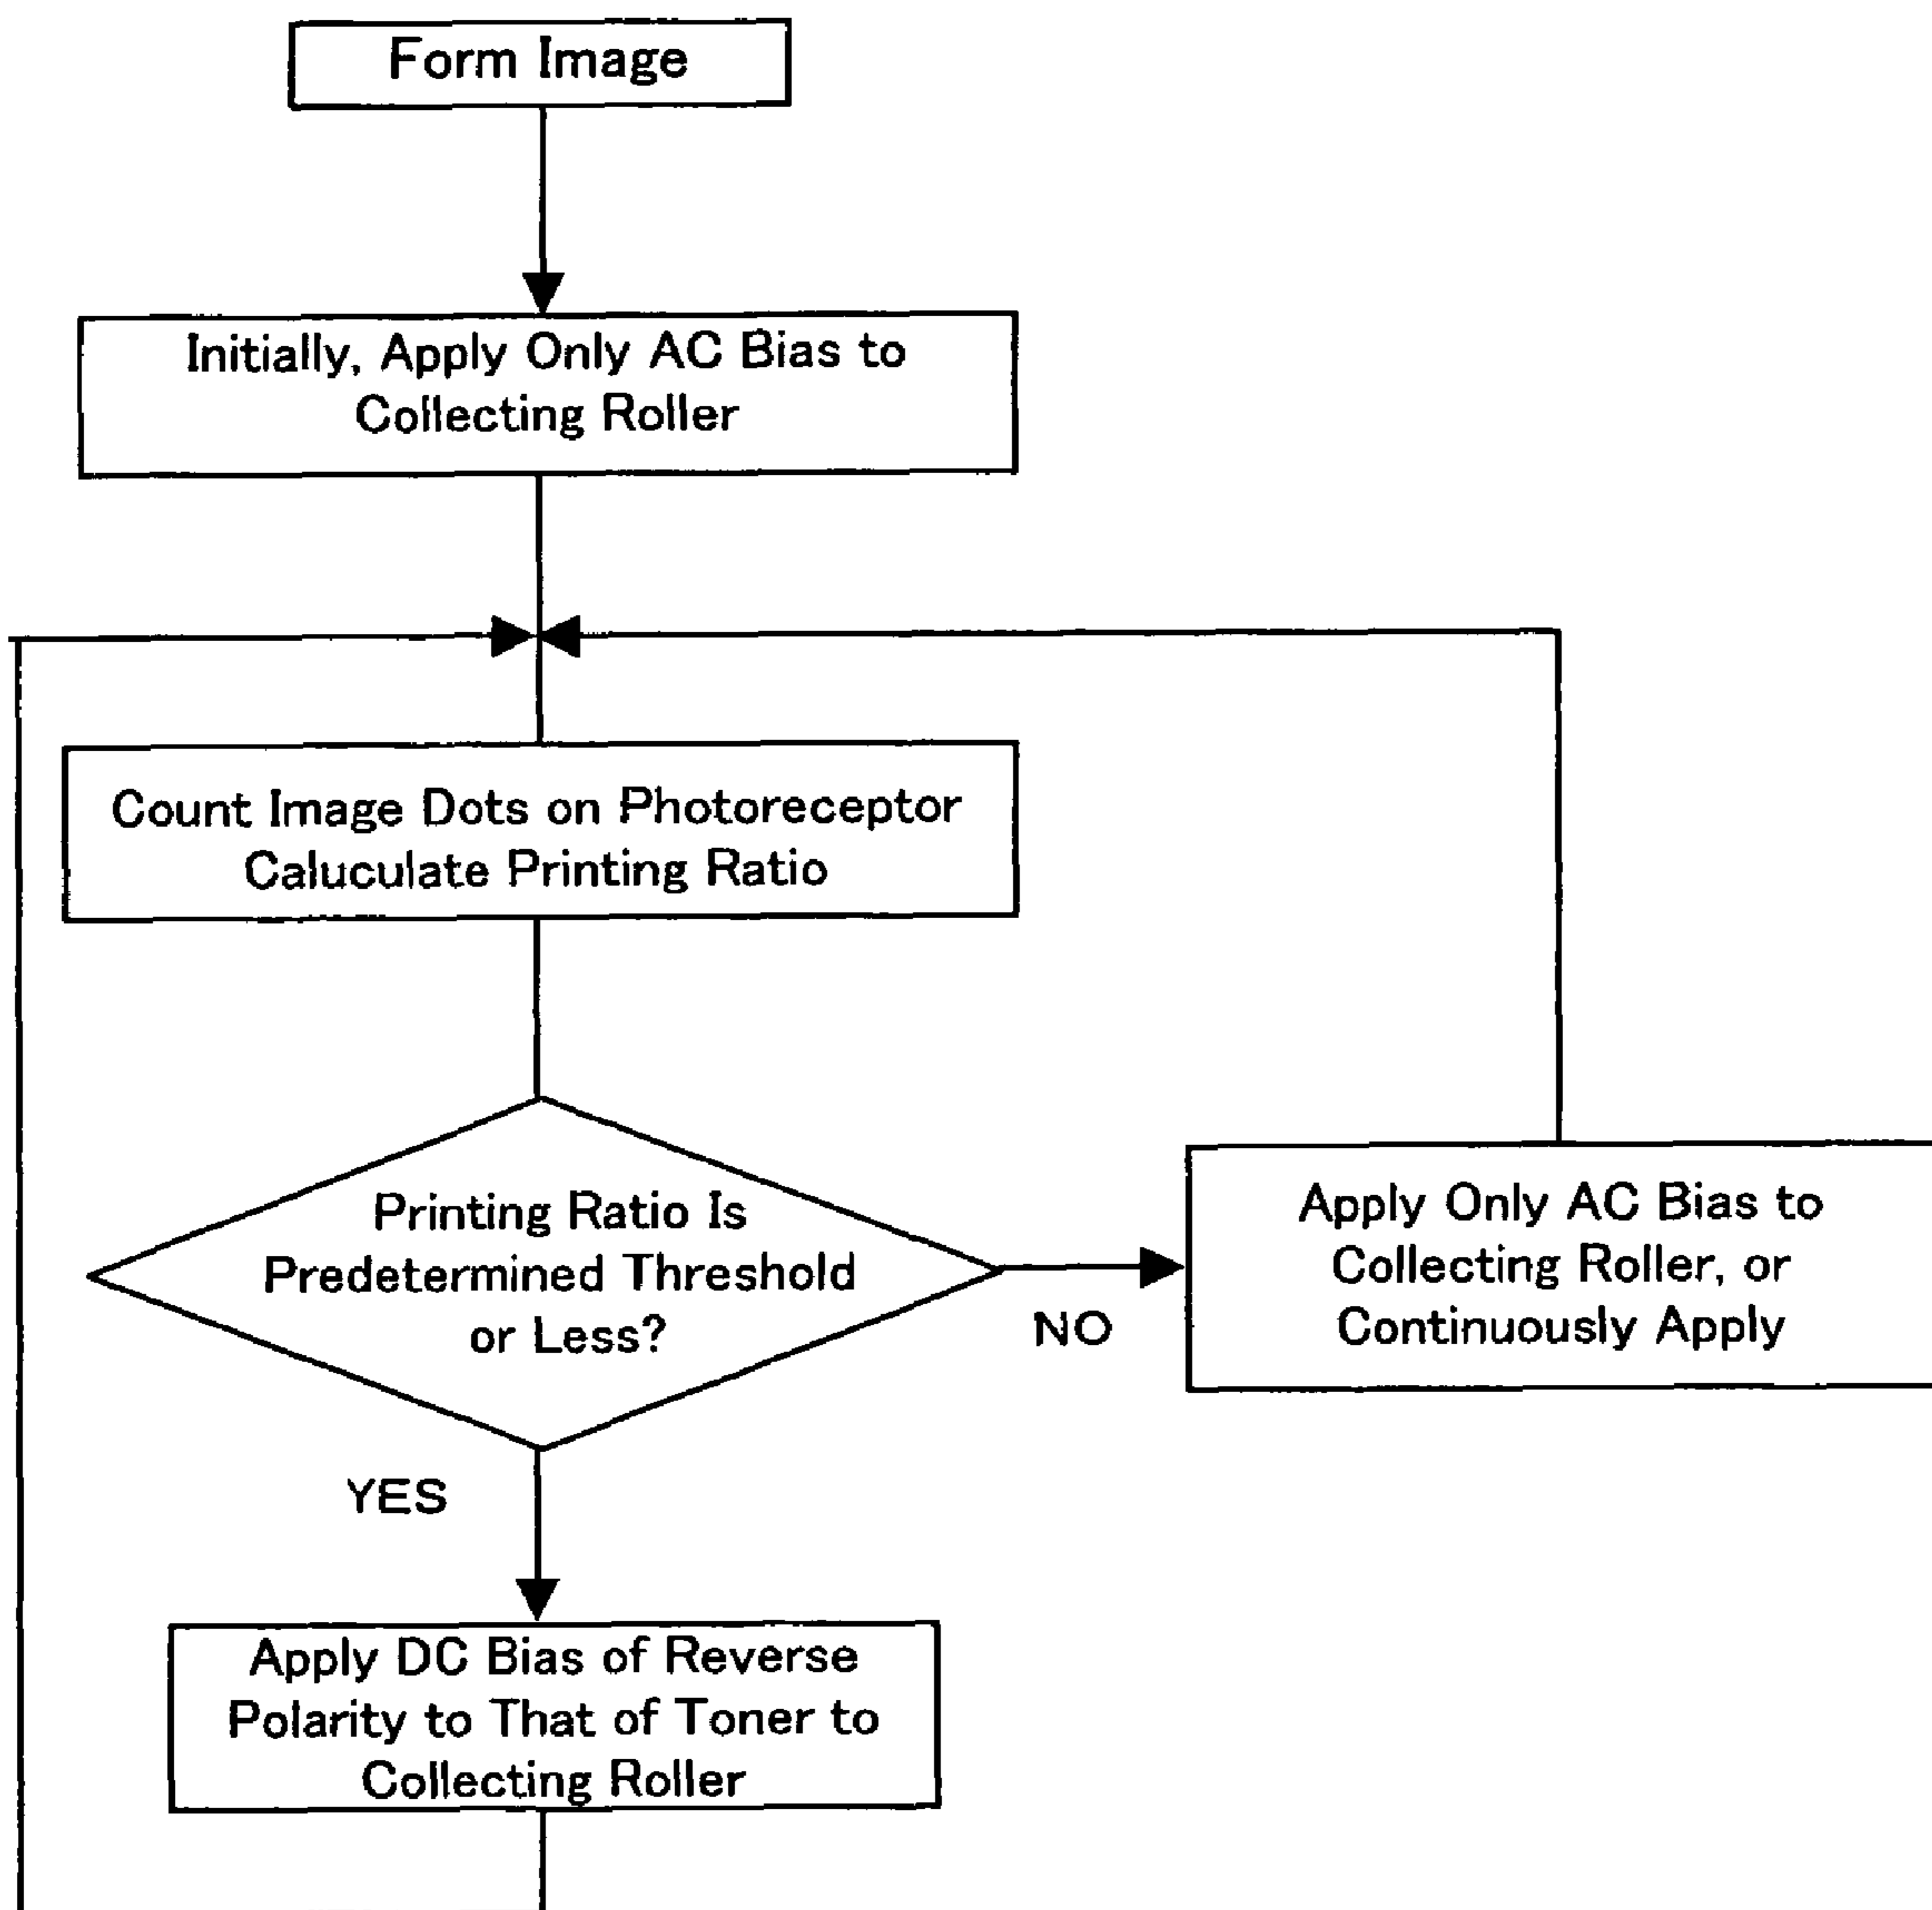 Form Image
Initially, Apply Only AC Bias to
Collecting Roller
Count Image Dots on Photoreceptor
Caluculate Printing Ratio
Printing Ratio Is
Predetermined Threshold
or Less?
NO
Apply Only AC Bias to
Collecting Roller, or
Continuously Apply
YES
Apply DC Bias of Reverse
Polarity to That of Toner to
Collecting Roller